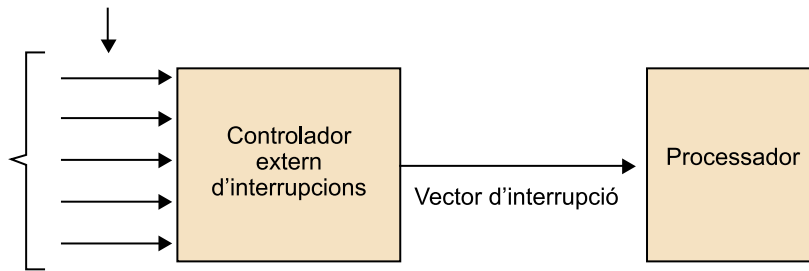 Controlador
extern
d'interrupcions
Vector d'interrupció
Processador